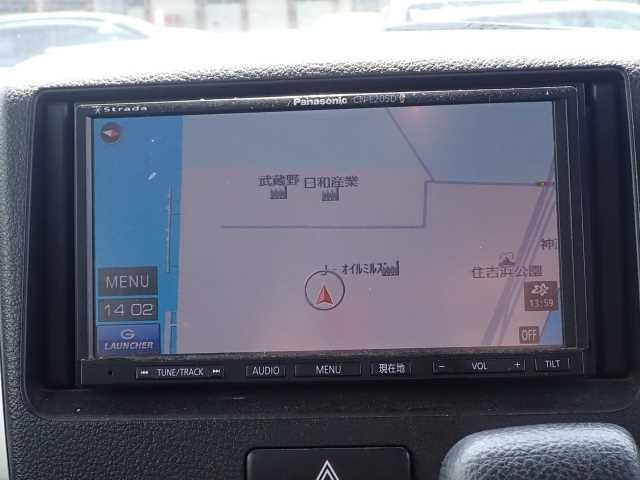 Strada
Panasonic CN-E205D
武蔵野 日和産業
J-オイルミルズ
住吉浜公園
MENU
14 02
13:59
G
LAUNCHER
OFF
TUNE/TRACK AUDIO MENU 現在地 − VOL + TILT